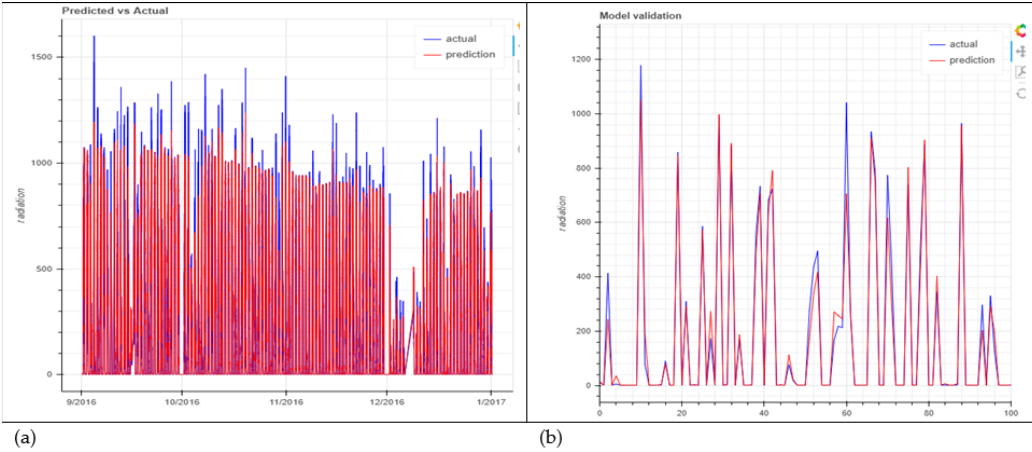 Predicted vs Actual
actual
prediction
1500
1000
500
0
radiation
9/2016
10/2016
11/2016
12/2016
1/2017
(a)
Model validation
actual
prediction
1200
1000
800
600
400
200
0
radiation
0
20
40
60
80
100
(b)